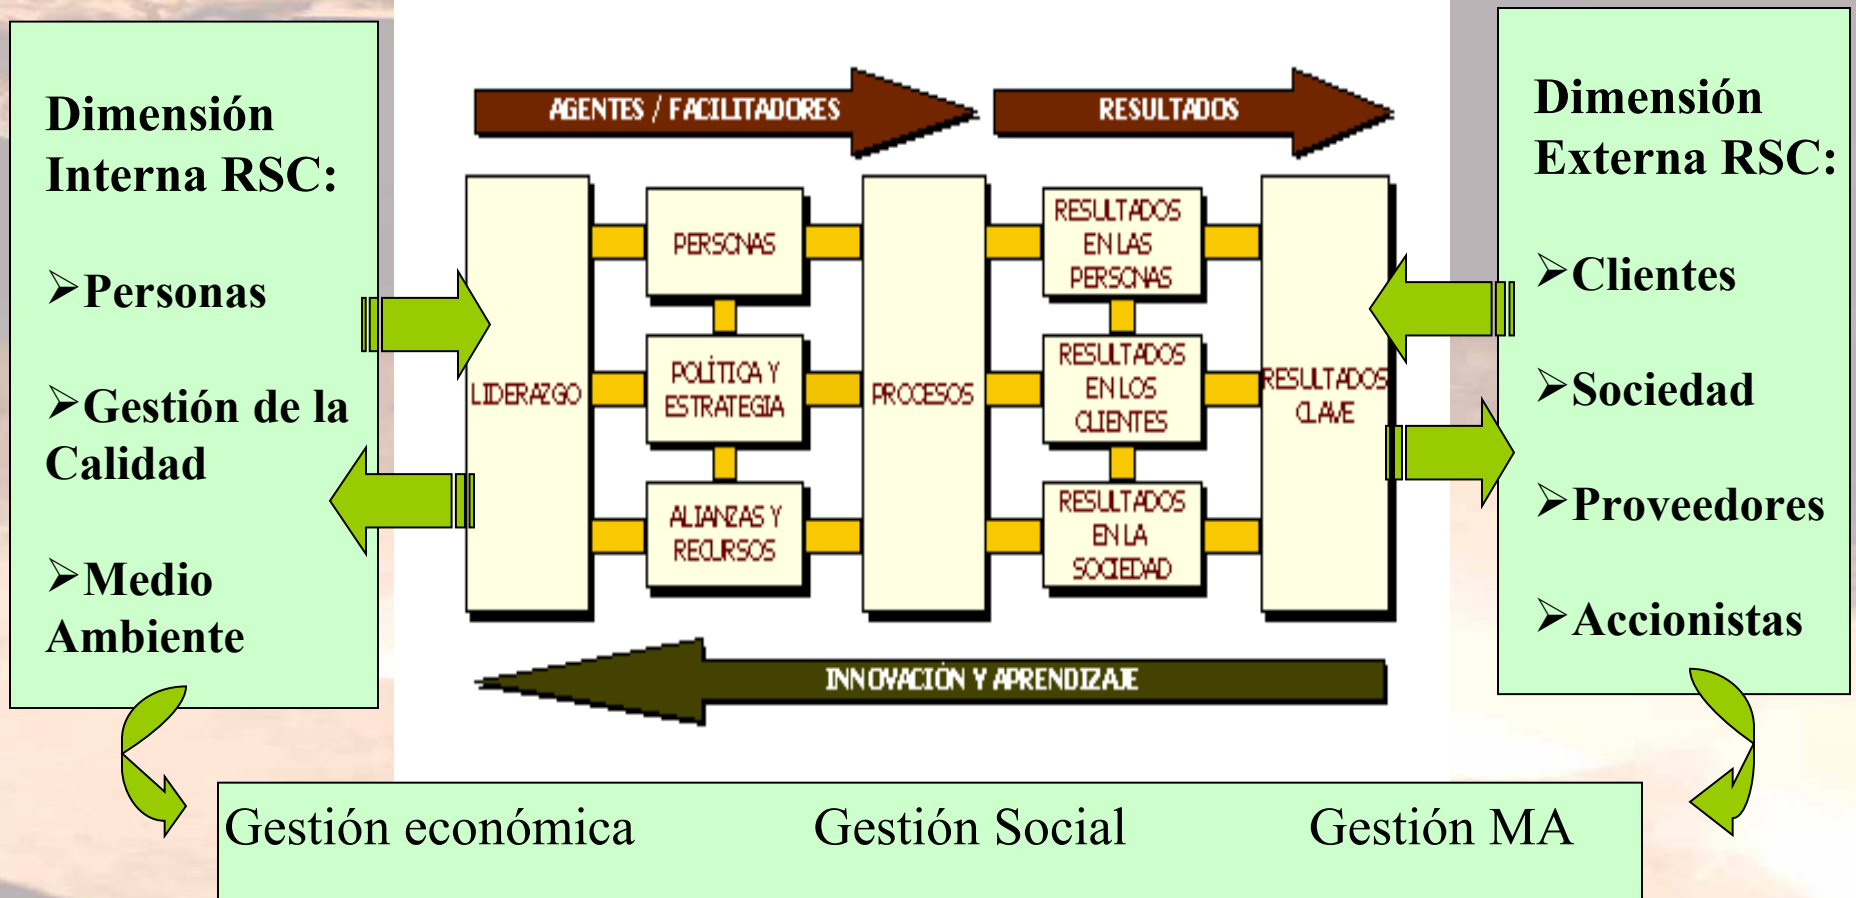 Dimensión
Interna RSC:
➢Personas
➢Gestión de la
Calidad
➢Medio
Ambiente
AGENTES / FACILITADORES
RESULTADOS
LIDERAZGO
PERSONAS
POLÍTICA Y
ESTRATEGIA
ALIANZAS Y
RECURSOS
PROCESOS
RESULTADOS
EN LAS
PERSONAS
RESULTADOS
EN LOS
CLIENTES
RESULTADOS
EN LA
SOCIEDAD
RESULTADOS
CLAVE
INNOVACIÓN Y APRENDIZAJE
Dimensión
Externa RSC:
➢Clientes
➢Sociedad
➢Proveedores
➢Accionistas
Gestión económica Gestión Social Gestión MA